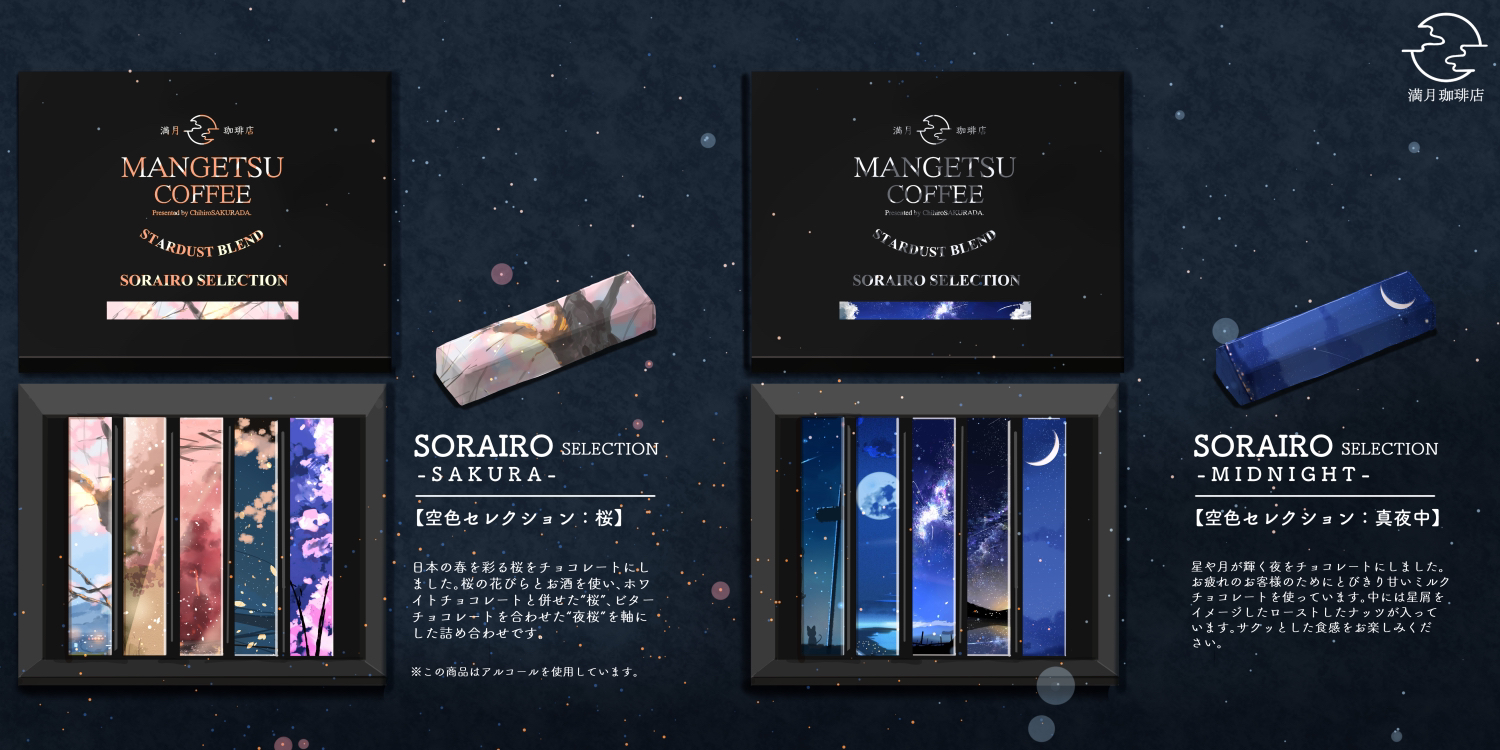 満月 珈琲店
MANGETSU
COFFEE
Presented by ChihiroSAKURADA.
STARDUST BLEND
SORAIRO SELECTION
SORAIRO SELECTION
-SAKURA-
【空色セレクション：桜】
日本の春を彩る桜をチョコレートにし
ました。桜の花びらとお酒を使い、ホワ
イトチョコレートと併せた"桜"、ビター
チョコレートを合わせた"夜桜"を軸に
した詰め合わせです。
※この商品はアルコールを使用しています。
満月 珈琲店
MANGETSU
COFFEE
Presented by ChihiroSAKURADA.
STARDUST BLEND
SORAIRO SELECTION
満月珈琲店
SORAIRO SELECTION
-MIDNIGHT-
【空色セレクション：真夜中】
星や月が輝く夜をチョコレートにしました。
お疲れのお客様のためにとびきり甘いミルク
チョコレートを使っています。中には星屑を
イメージしたローストしたナッツが入って
います。サクッとした食感をお楽しみくだ
さい。